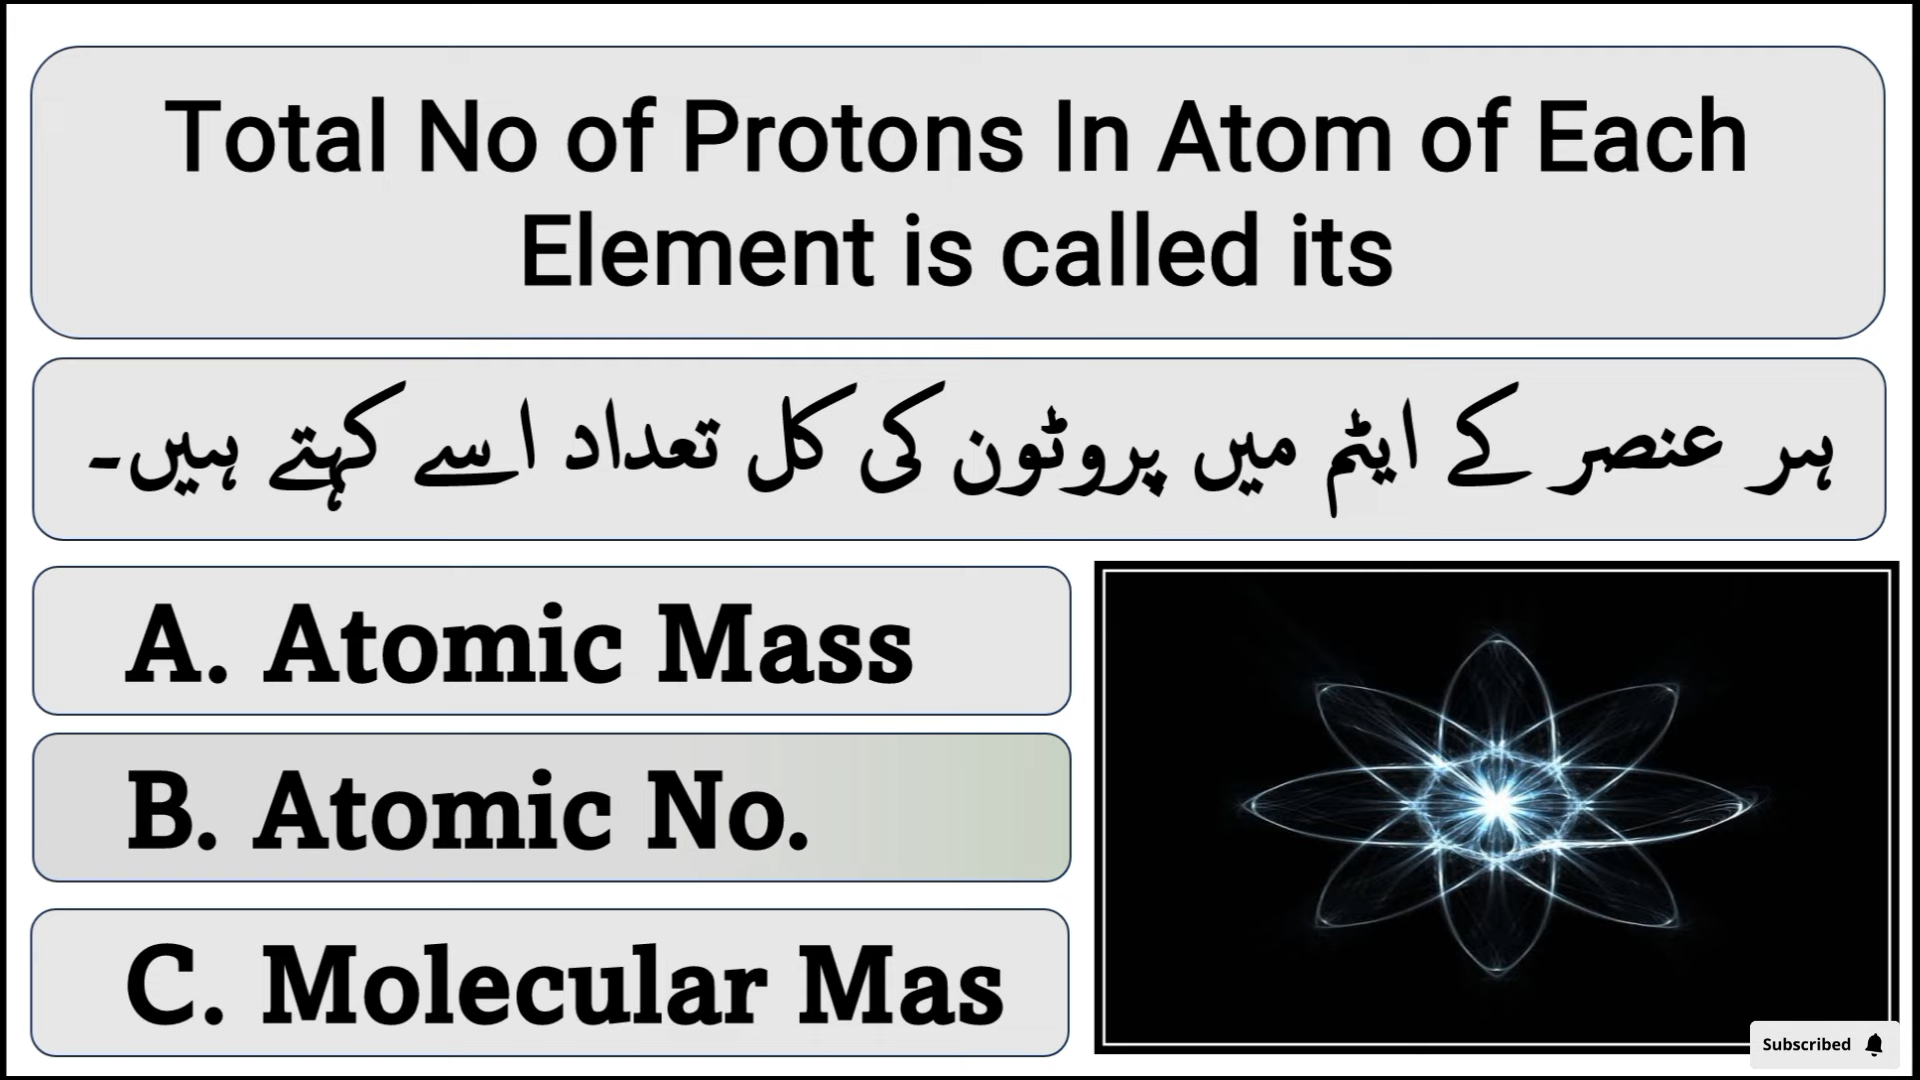 Total No of Protons In Atom of Each
Element is called its
ہر عنصر کے ایٹم میں پروٹون کی کل تعداد اسے کہتے ہیں۔
A. Atomic Mass
B. Atomic No.
C. Molecular Mas
Subscribed